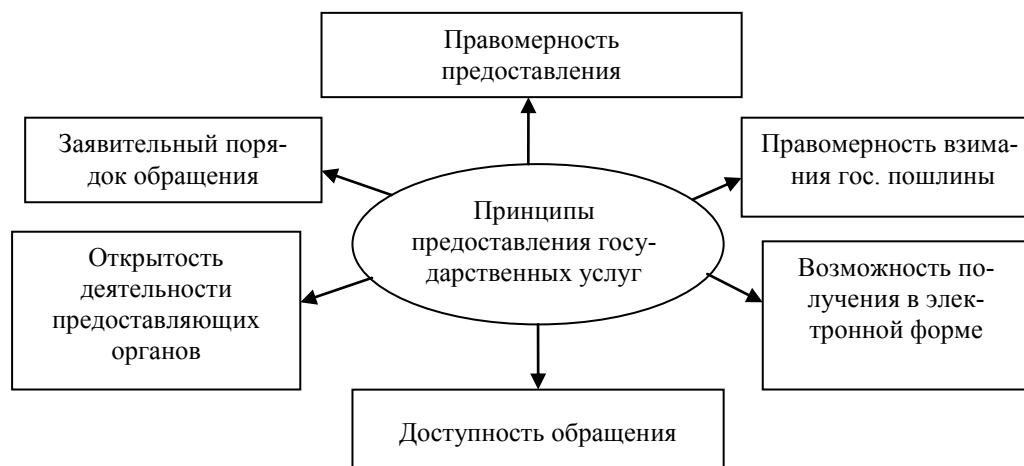 Правомерность
предоставления
Заявительный поря-
док обращения
Правомерность взима-
ния гос. пошлины
Принципы
предоставления госу-
дарственных услуг
Открытость
деятельности
предоставляющих
органов
Возможность по-
лучения в элек-
тронной форме
Доступность обращения